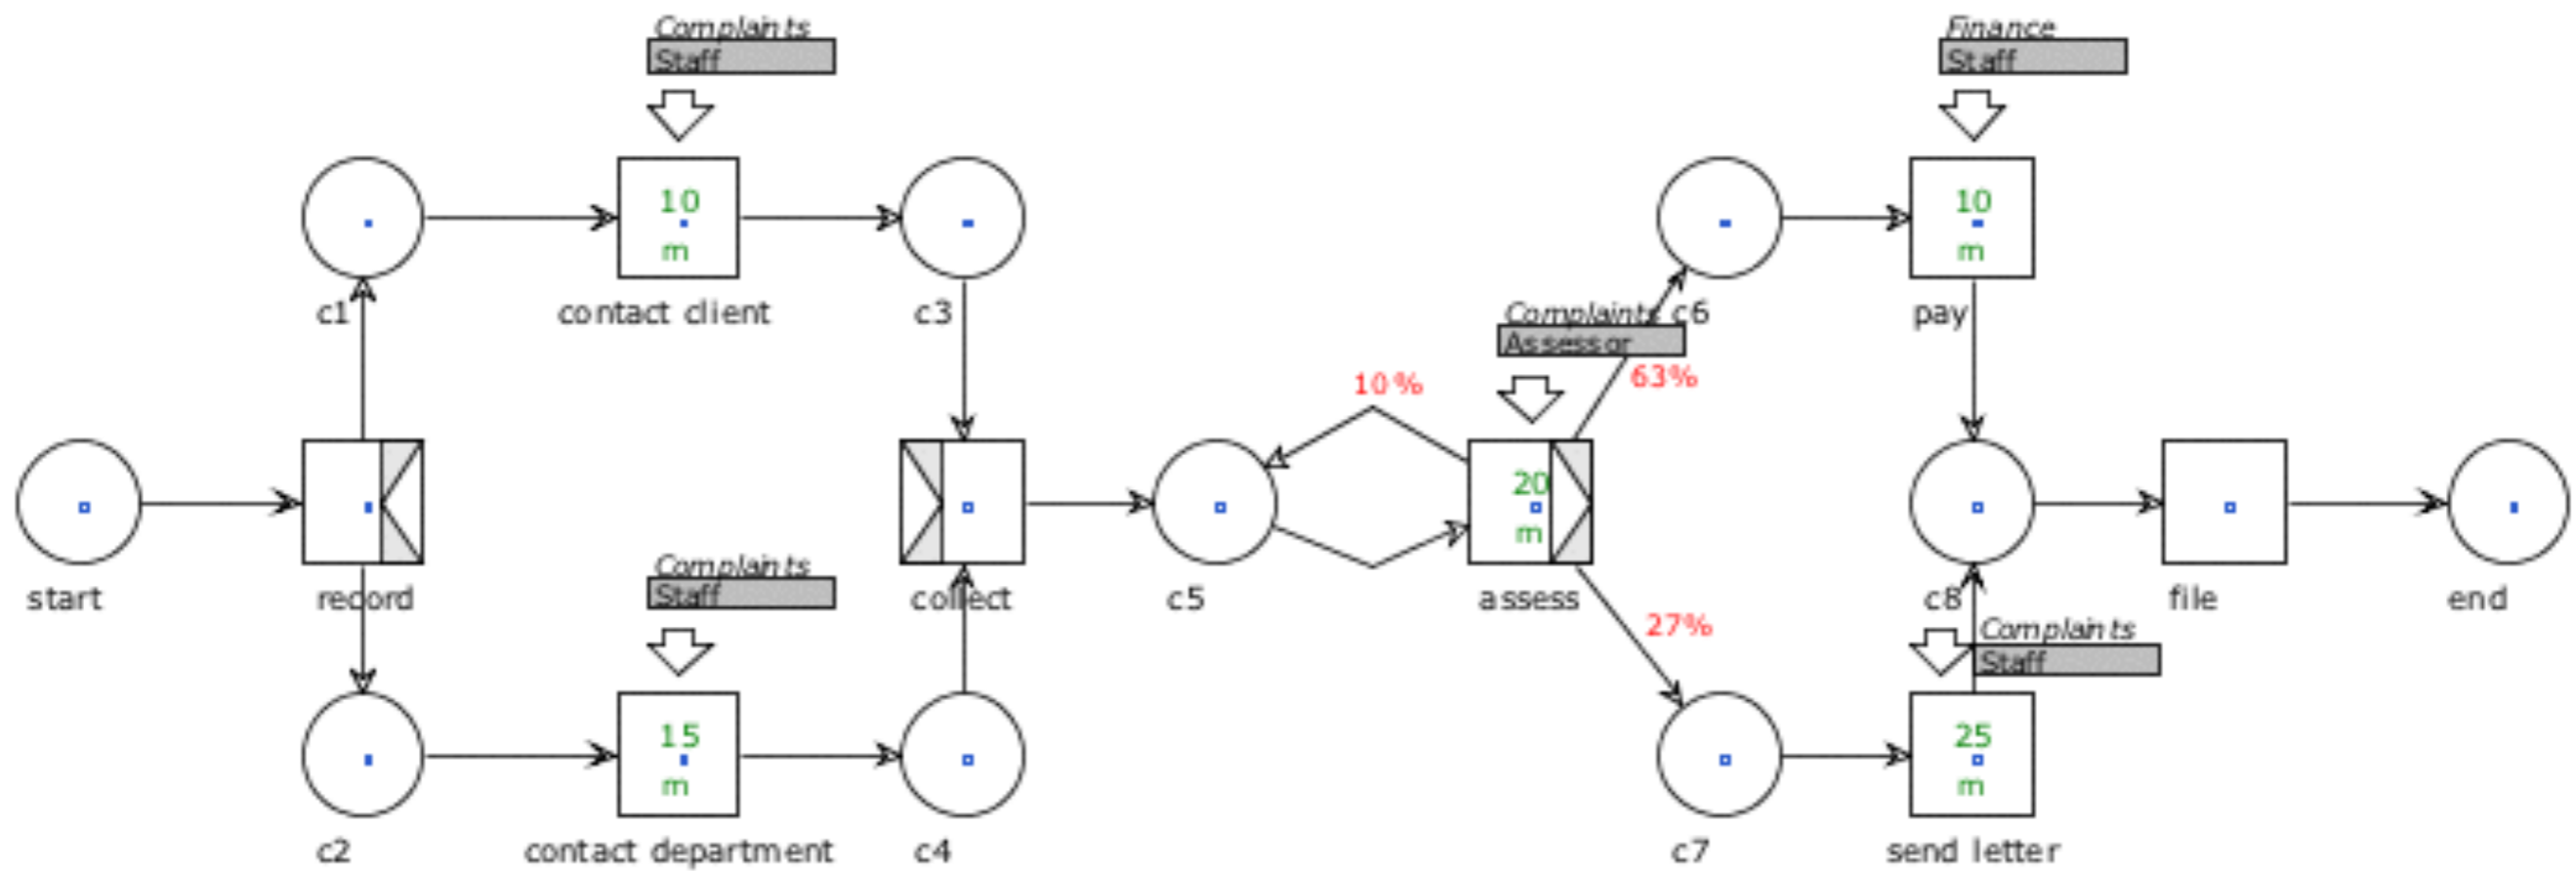 Complaints
Staff
Finance
Staff
10
m
10
m
c1
contact client
c3
Complaints
Assessor
c6
pay
10%
63%
20
m
start
record
Complaints
Staff
collect
c5
assess
c8
file
end
27%
Complaints
Staff
15
m
25
m
c2
contact department
c4
c7
send letter